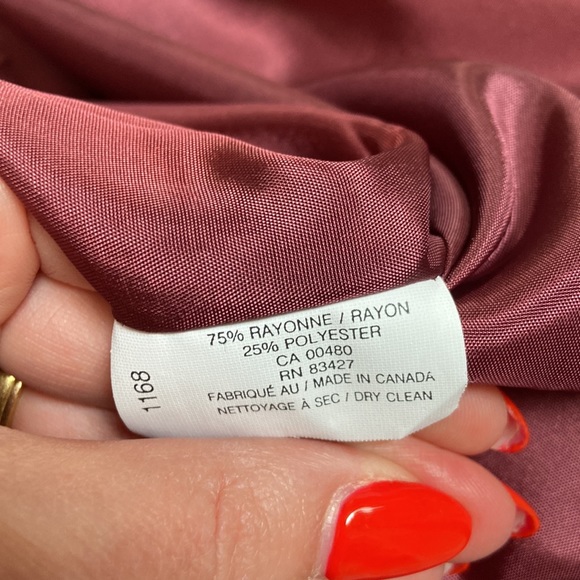 75% RAYONNE / RAYON
25% POLYESTER
CA 00480
RN 83427
FABRIQUÉ AU / MADE IN CANADA
NETTOYAGE À SEC / DRY CLEAN
1168